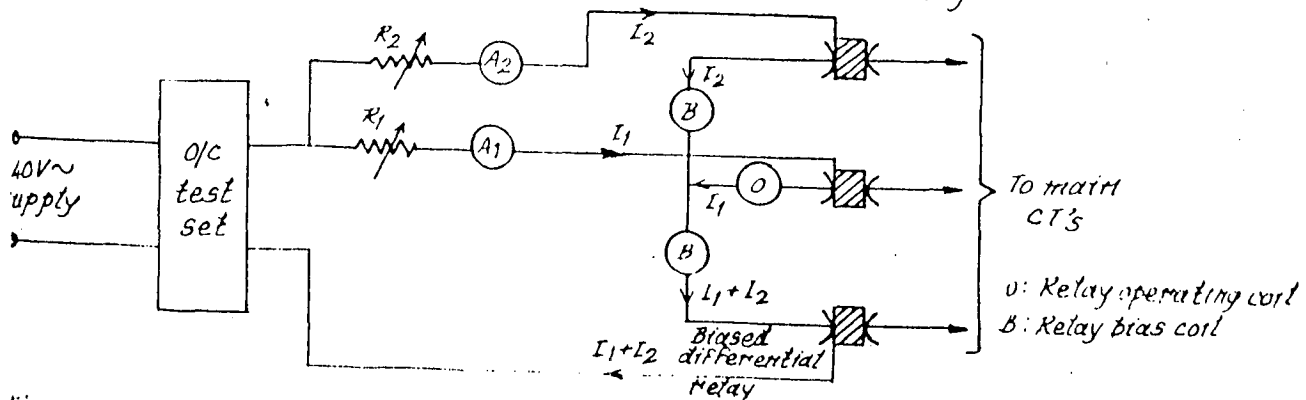 R2
A2
I2
I2
B
R1
A1
I1
O/C
test
set
40V~
upply
O
I1
To main
CT's
B
I1+I2
O: Relay operating coil
B: Relay bias coil
Biased
differential
relay
I1+I2